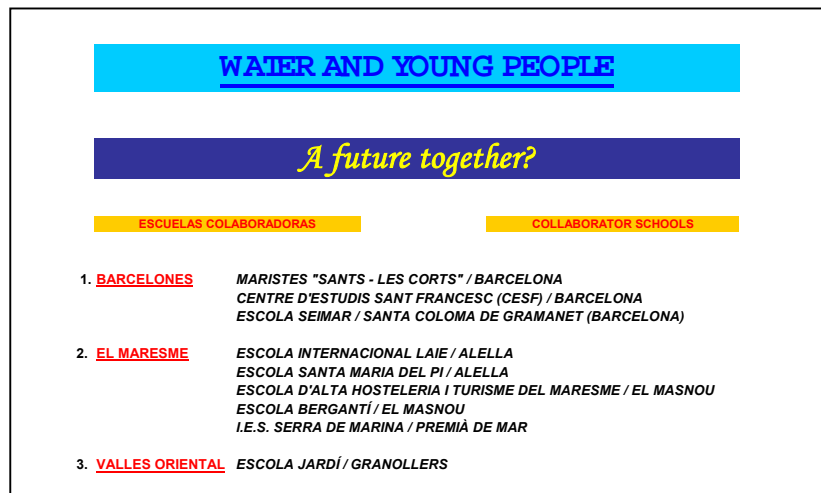 WATER AND YOUNG PEOPLE
A future together?
ESCUELAS COLABORADORAS COLLABORATOR SCHOOLS
1. BARCELONES MARISTES "SANTS - LES CORTS" / BARCELONA
CENTRE D'ESTUDIS SANT FRANCESC (CESF) / BARCELONA
ESCOLA SEIMAR / SANTA COLOMA DE GRAMANET (BARCELONA)
2. EL MARESME ESCOLA INTERNACIONAL LAIE / ALELLA
ESCOLA SANTA MARIA DEL PI / ALELLA
ESCOLA D'ALTA HOSTELERIA I TURISME DEL MARESME / EL MASNOU
ESCOLA BERGANTÍ / EL MASNOU
I.E.S. SERRA DE MARINA / PREMIÀ DE MAR
3. VALLES ORIENTAL ESCOLA JARDÍ / GRANOLLERS